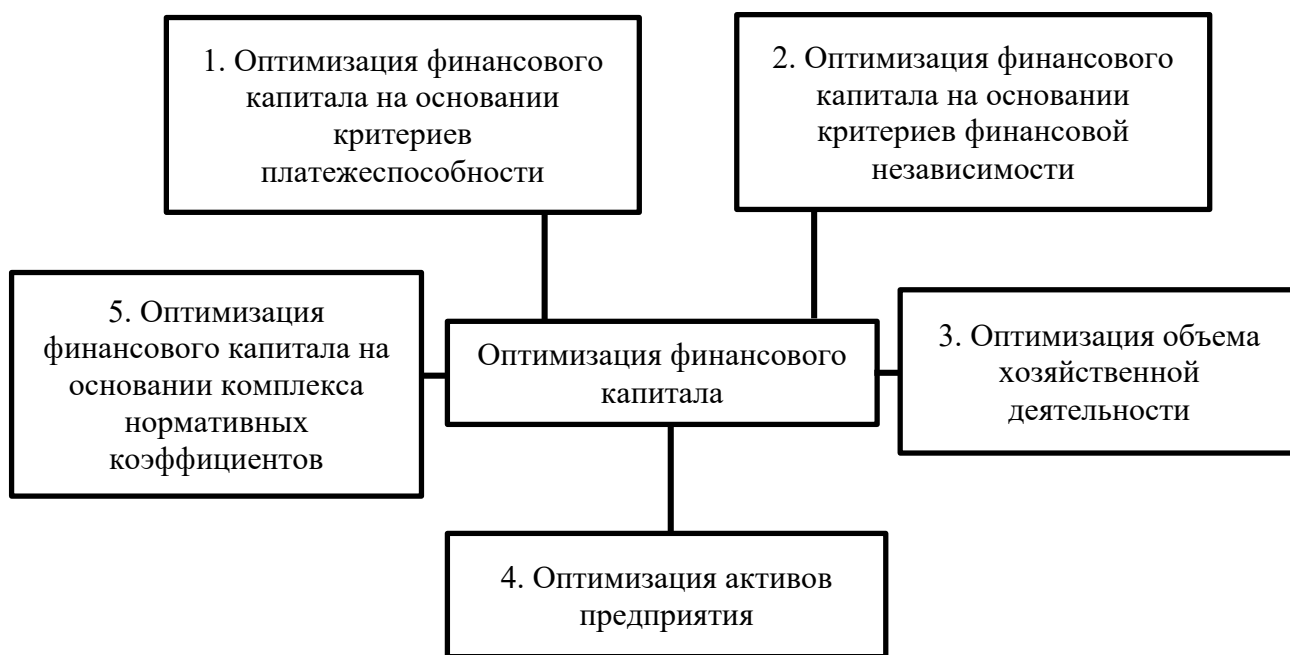 1. Оптимизация финансового
капитала на основании
критериев
платежеспособности
2. Оптимизация финансового
капитала на основании
критериев финансовой
независимости
5. Оптимизация
финансового капитала на
основании комплекса
нормативных
коэффициентов
Оптимизация финансового
капитала
3. Оптимизация объема
хозяйственной
деятельности
4. Оптимизация активов
предприятия